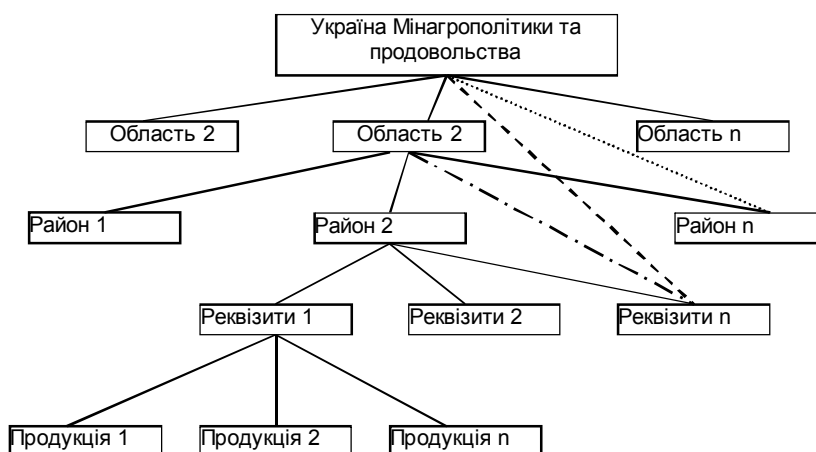 Україна Мінагрополітики та
продовольства
Область 2
Область 2
Область n
Район 1
Район 2
Район n
Реквізити 1
Реквізити 2
Реквізити n
Продукція 1
Продукція 2
Продукція n